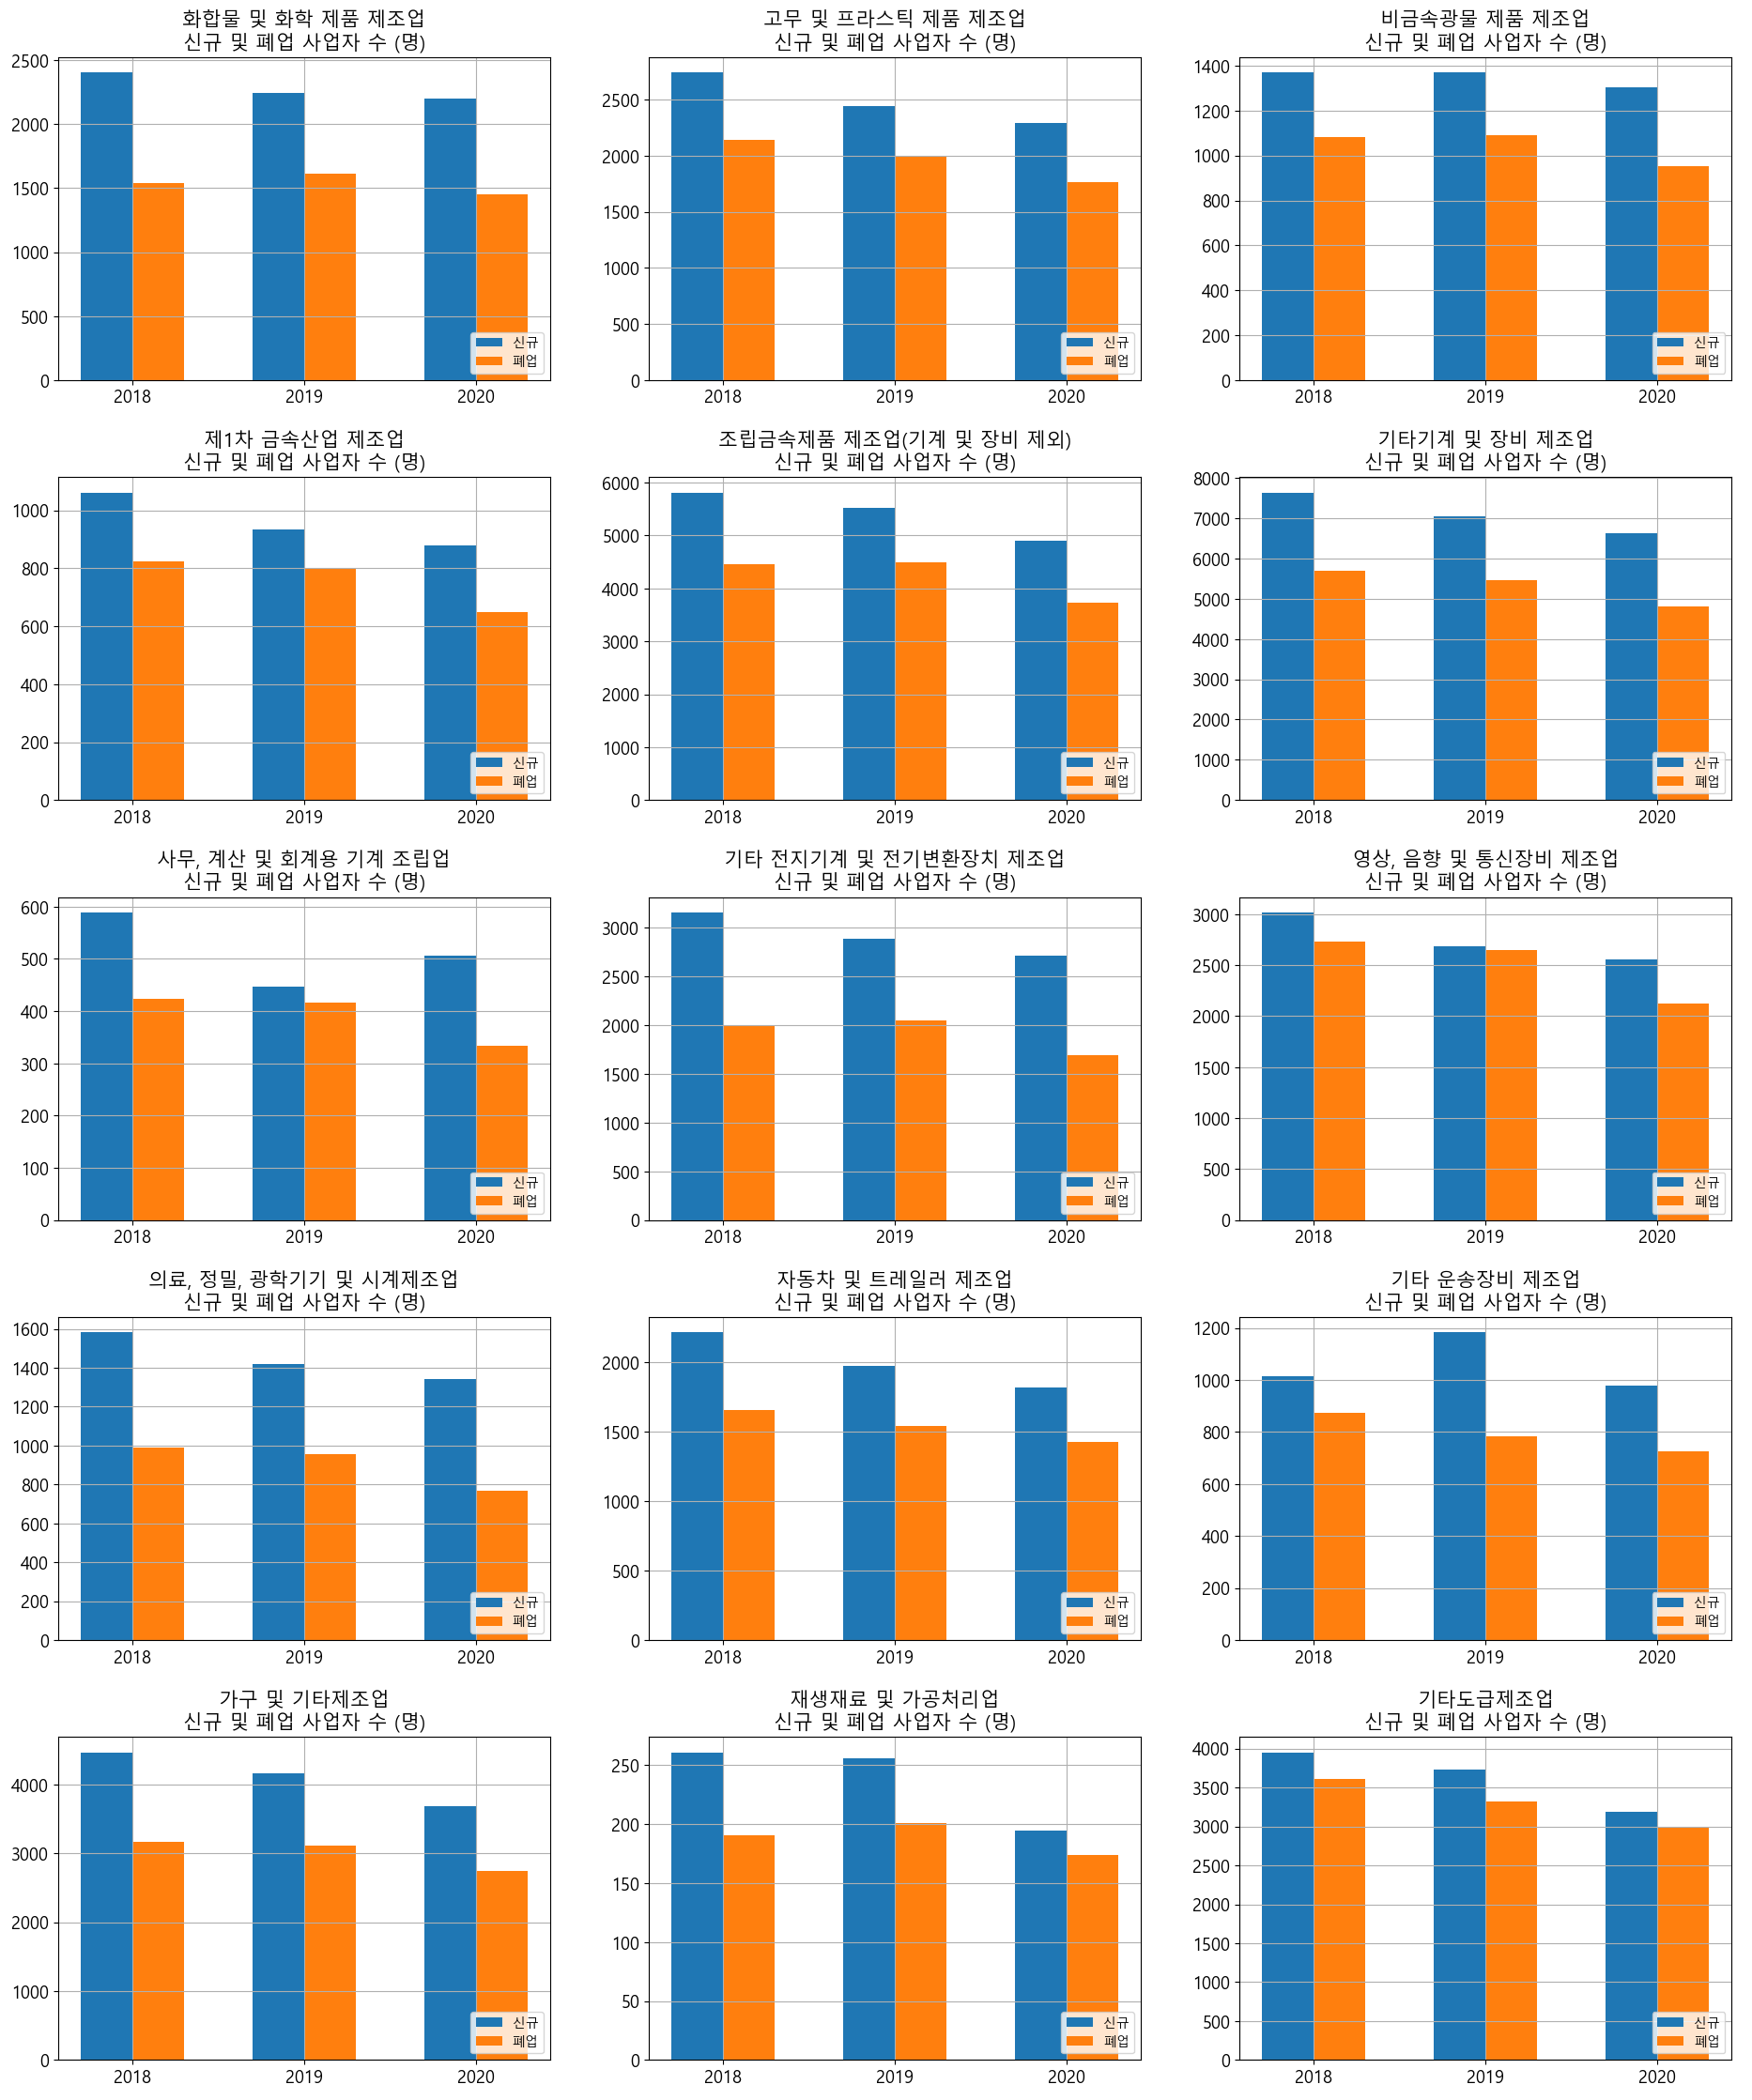 화합물 및 화학 제품 제조업
신규 및 폐업 사업자 수 (명)
2500
2000
1500
1000
500
0
2018
2019
2020
신규
폐업
고무 및 프라스틱 제품 제조업
신규 및 폐업 사업자 수 (명)
2500
2000
1500
1000
500
0
2018
2019
2020
신규
폐업
비금속광물 제품 제조업
신규 및 폐업 사업자 수 (명)
1400
1200
1000
800
600
400
200
0
2018
2019
2020
신규
폐업
제1차 금속산업 제조업
신규 및 폐업 사업자 수 (명)
1000
800
600
400
200
0
2018
2019
2020
신규
폐업
조립금속제품 제조업(기계 및 장비 제외)
신규 및 폐업 사업자 수 (명)
6000
5000
4000
3000
2000
1000
0
2018
2019
2020
신규
폐업
기타기계 및 장비 제조업
신규 및 폐업 사업자 수 (명)
8000
7000
6000
5000
4000
3000
2000
1000
0
2018
2019
2020
신규
폐업
사무, 계산 및 회계용 기계 조립업
신규 및 폐업 사업자 수 (명)
600
500
400
300
200
100
0
2018
2019
2020
신규
폐업
기타 전지기계 및 전기변환장치 제조업
신규 및 폐업 사업자 수 (명)
3000
2500
2000
1500
1000
500
0
2018
2019
2020
신규
폐업
영상, 음향 및 통신장비 제조업
신규 및 폐업 사업자 수 (명)
3000
2500
2000
1500
1000
500
0
2018
2019
2020
신규
폐업
의료, 정밀, 광학기기 및 시계제조업
신규 및 폐업 사업자 수 (명)
1600
1400
1200
1000
800
600
400
200
0
2018
2019
2020
신규
폐업
자동차 및 트레일러 제조업
신규 및 폐업 사업자 수 (명)
2000
1500
1000
500
0
2018
2019
2020
신규
폐업
기타 운송장비 제조업
신규 및 폐업 사업자 수 (명)
1200
1000
800
600
400
200
0
2018
2019
2020
신규
폐업
가구 및 기타제조업
신규 및 폐업 사업자 수 (명)
4000
3000
2000
1000
0
2018
2019
2020
신규
폐업
재생재료 및 가공처리업
신규 및 폐업 사업자 수 (명)
250
200
150
100
50
0
2018
2019
2020
신규
폐업
기타도급제조업
신규 및 폐업 사업자 수 (명)
4000
3500
3000
2500
2000
1500
1000
500
0
2018
2019
2020
신규
폐업